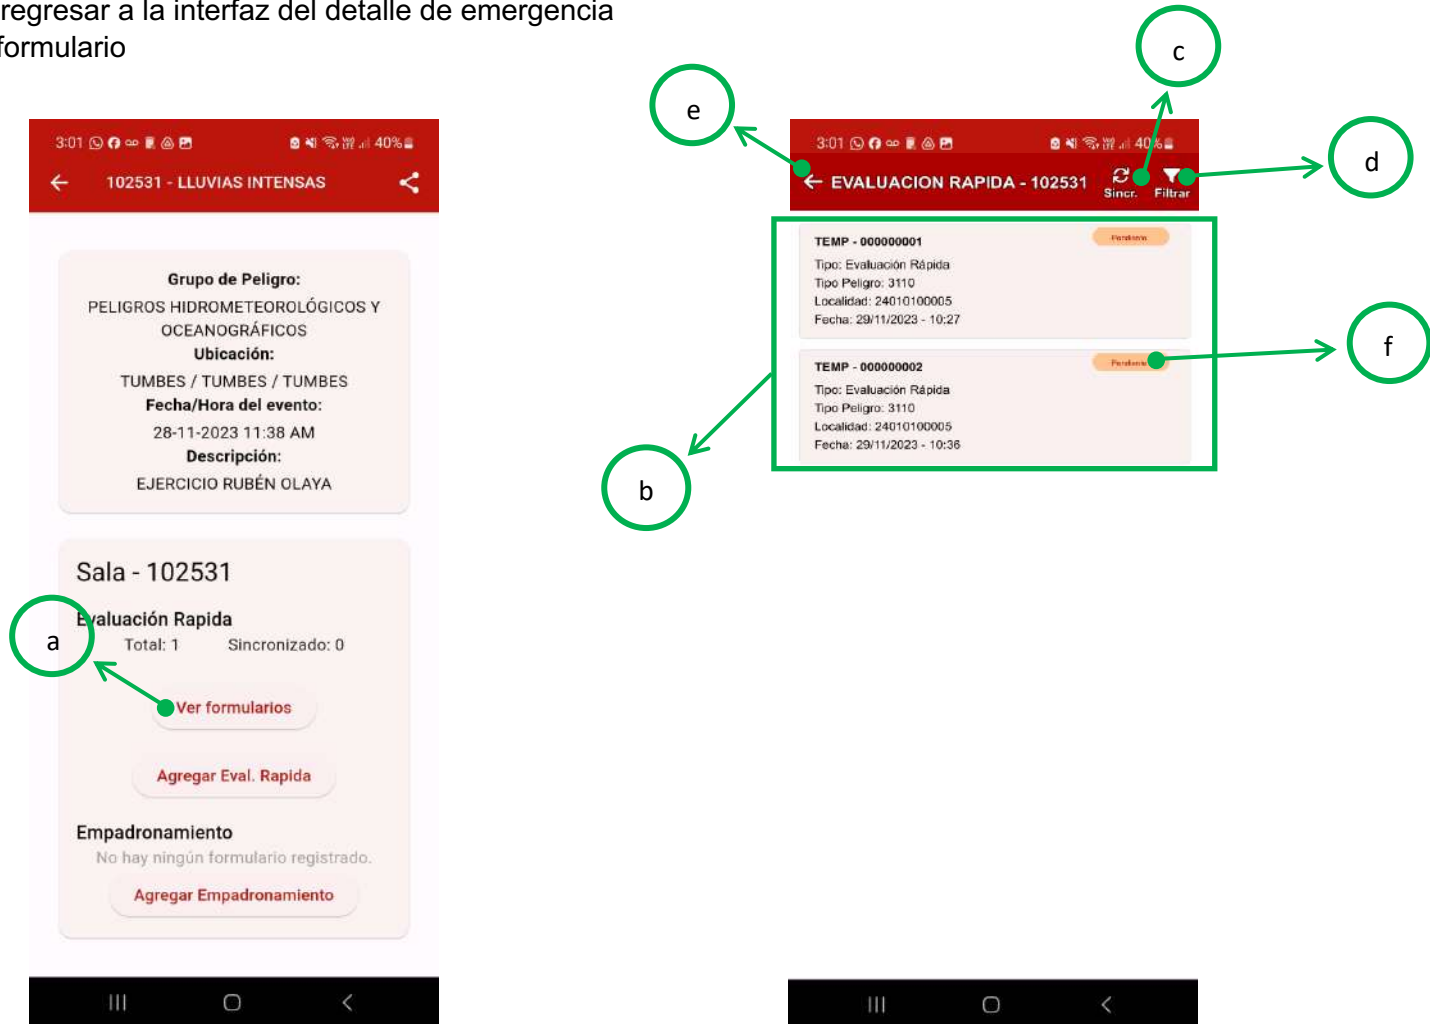 regresar a la interfaz del detalle de emergencia
formulario
c
e
d
3:01
40%
102531 - LLUVIAS INTENSAS
Grupo de Peligro:
PELIGROS HIDROMETEOROLÓGICOS Y
OCEANOGRÁFICOS
Ubicación:
TUMBES / TUMBES / TUMBES
Fecha/Hora del evento:
28-11-2023 11:38 AM
Descripción:
EJERCICIO RUBÉN OLAYA
Sala - 102531
Evaluación Rapida
Total: 1 Sincronizado: 0
a
Ver formularios
Agregar Eval. Rapida
Empadronamiento
No hay ningún formulario registrado.
Agregar Empadronamiento
3:01
40%
EVALUACION RAPIDA - 102531
Sincr. Filtrar
TEMP - 000000001
Pendiente
Tipo: Evaluación Rápida
Tipo Peligro: 3110
Localidad: 24010100005
Fecha: 29/11/2023 - 10:27
f
TEMP - 000000002
Pendiente
Tipo: Evaluación Rápida
Tipo Peligro: 3110
Localidad: 24010100005
Fecha: 29/11/2023 - 10:36
b